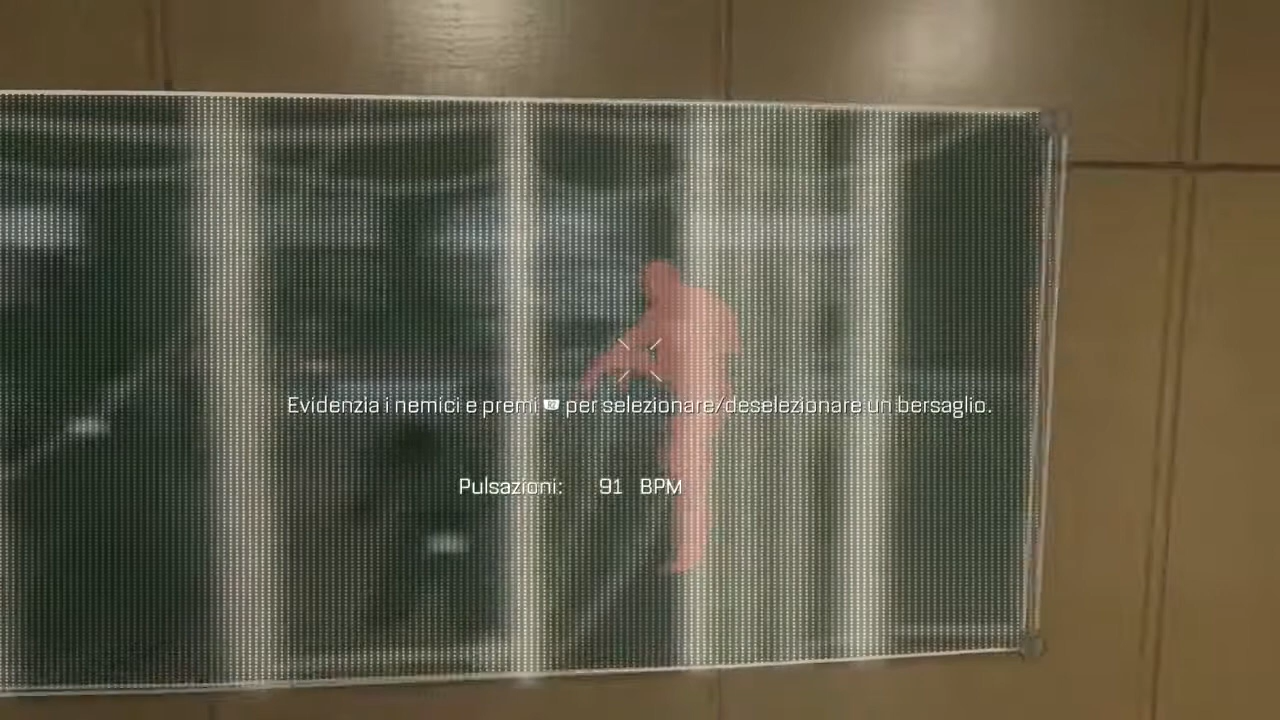 Evidenzia i nemici e premi per selezionare/deselezionare un bersaglio.
Pulsazioni: 91 BPM